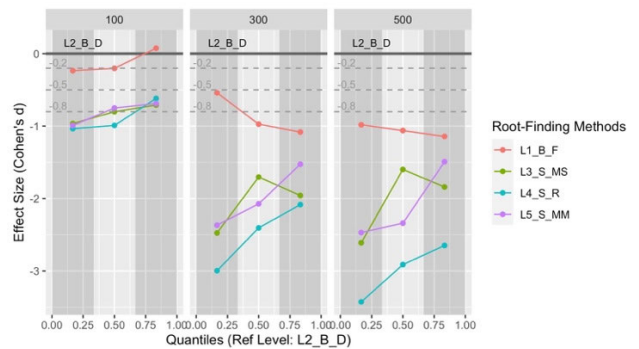 100 300 500
L2_B_D L2_B_D L2_B_D
0
-0.2 -0.2 -0.2
-0.5 -0.5 -0.5
-0.8 -0.8 -0.8
-1
-2
-3
Effect Size (Cohen's d)
0.00 0.25 0.50 0.75 1.00 0.00 0.25 0.50 0.75 1.00 0.00 0.25 0.50 0.75 1.00
Quantiles (Ref Level: L2_B_D)
Root-Finding Methods
L1_B_F
L3_S_MS
L4_S_R
L5_S_MM